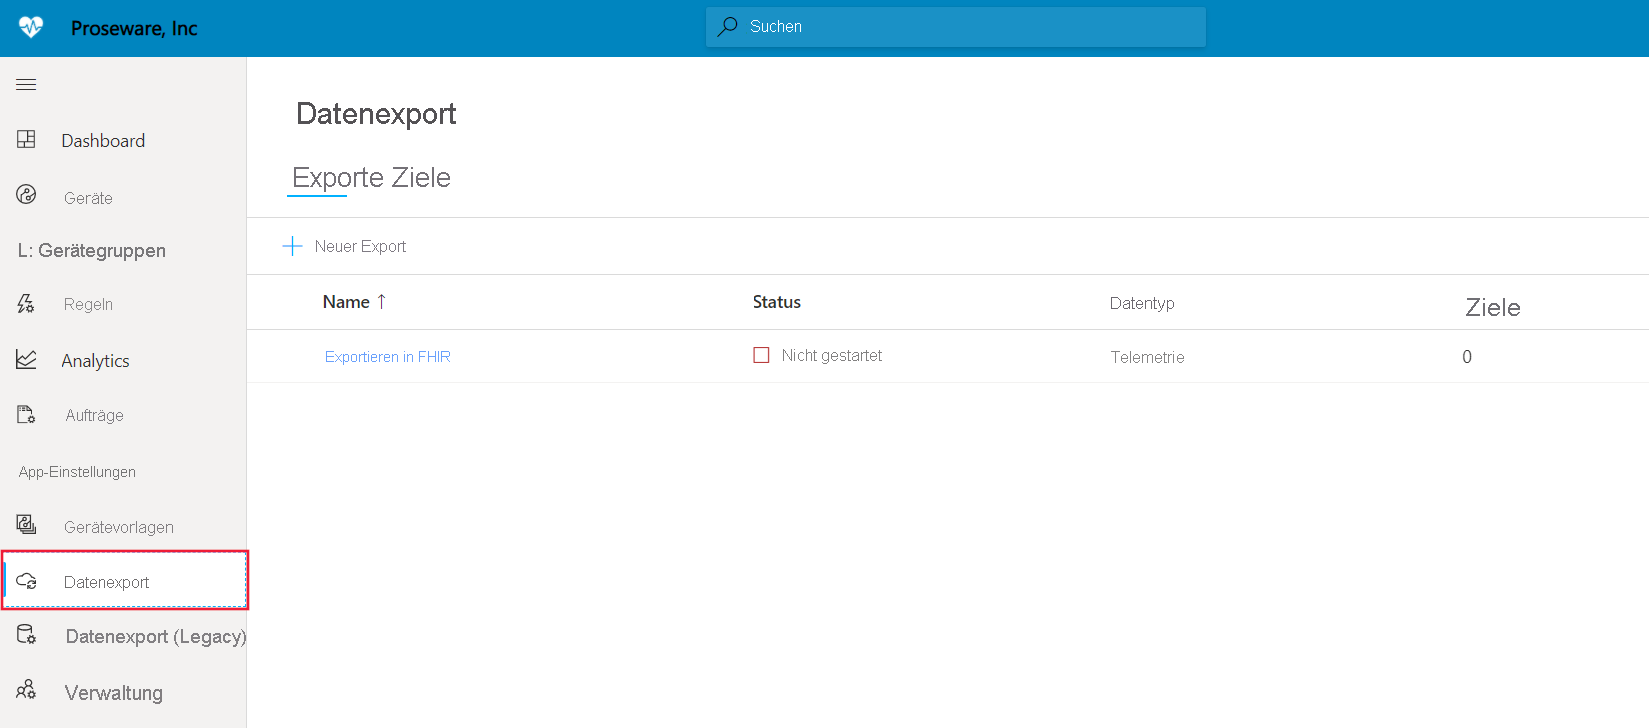 Proseware, Inc
Suchen
Dashboard
Geräte
L: Gerätegruppen
Regeln
Analytics
Aufträge
App-Einstellungen
Gerätevorlagen
Datenexport
Datenexport (Legacy)
Verwaltung
Datenexport
Exporte Ziele
Neuer Export
Name ↑ Status Datentyp Ziele
Exportieren in FHIR Nicht gestartet Telemetrie 0